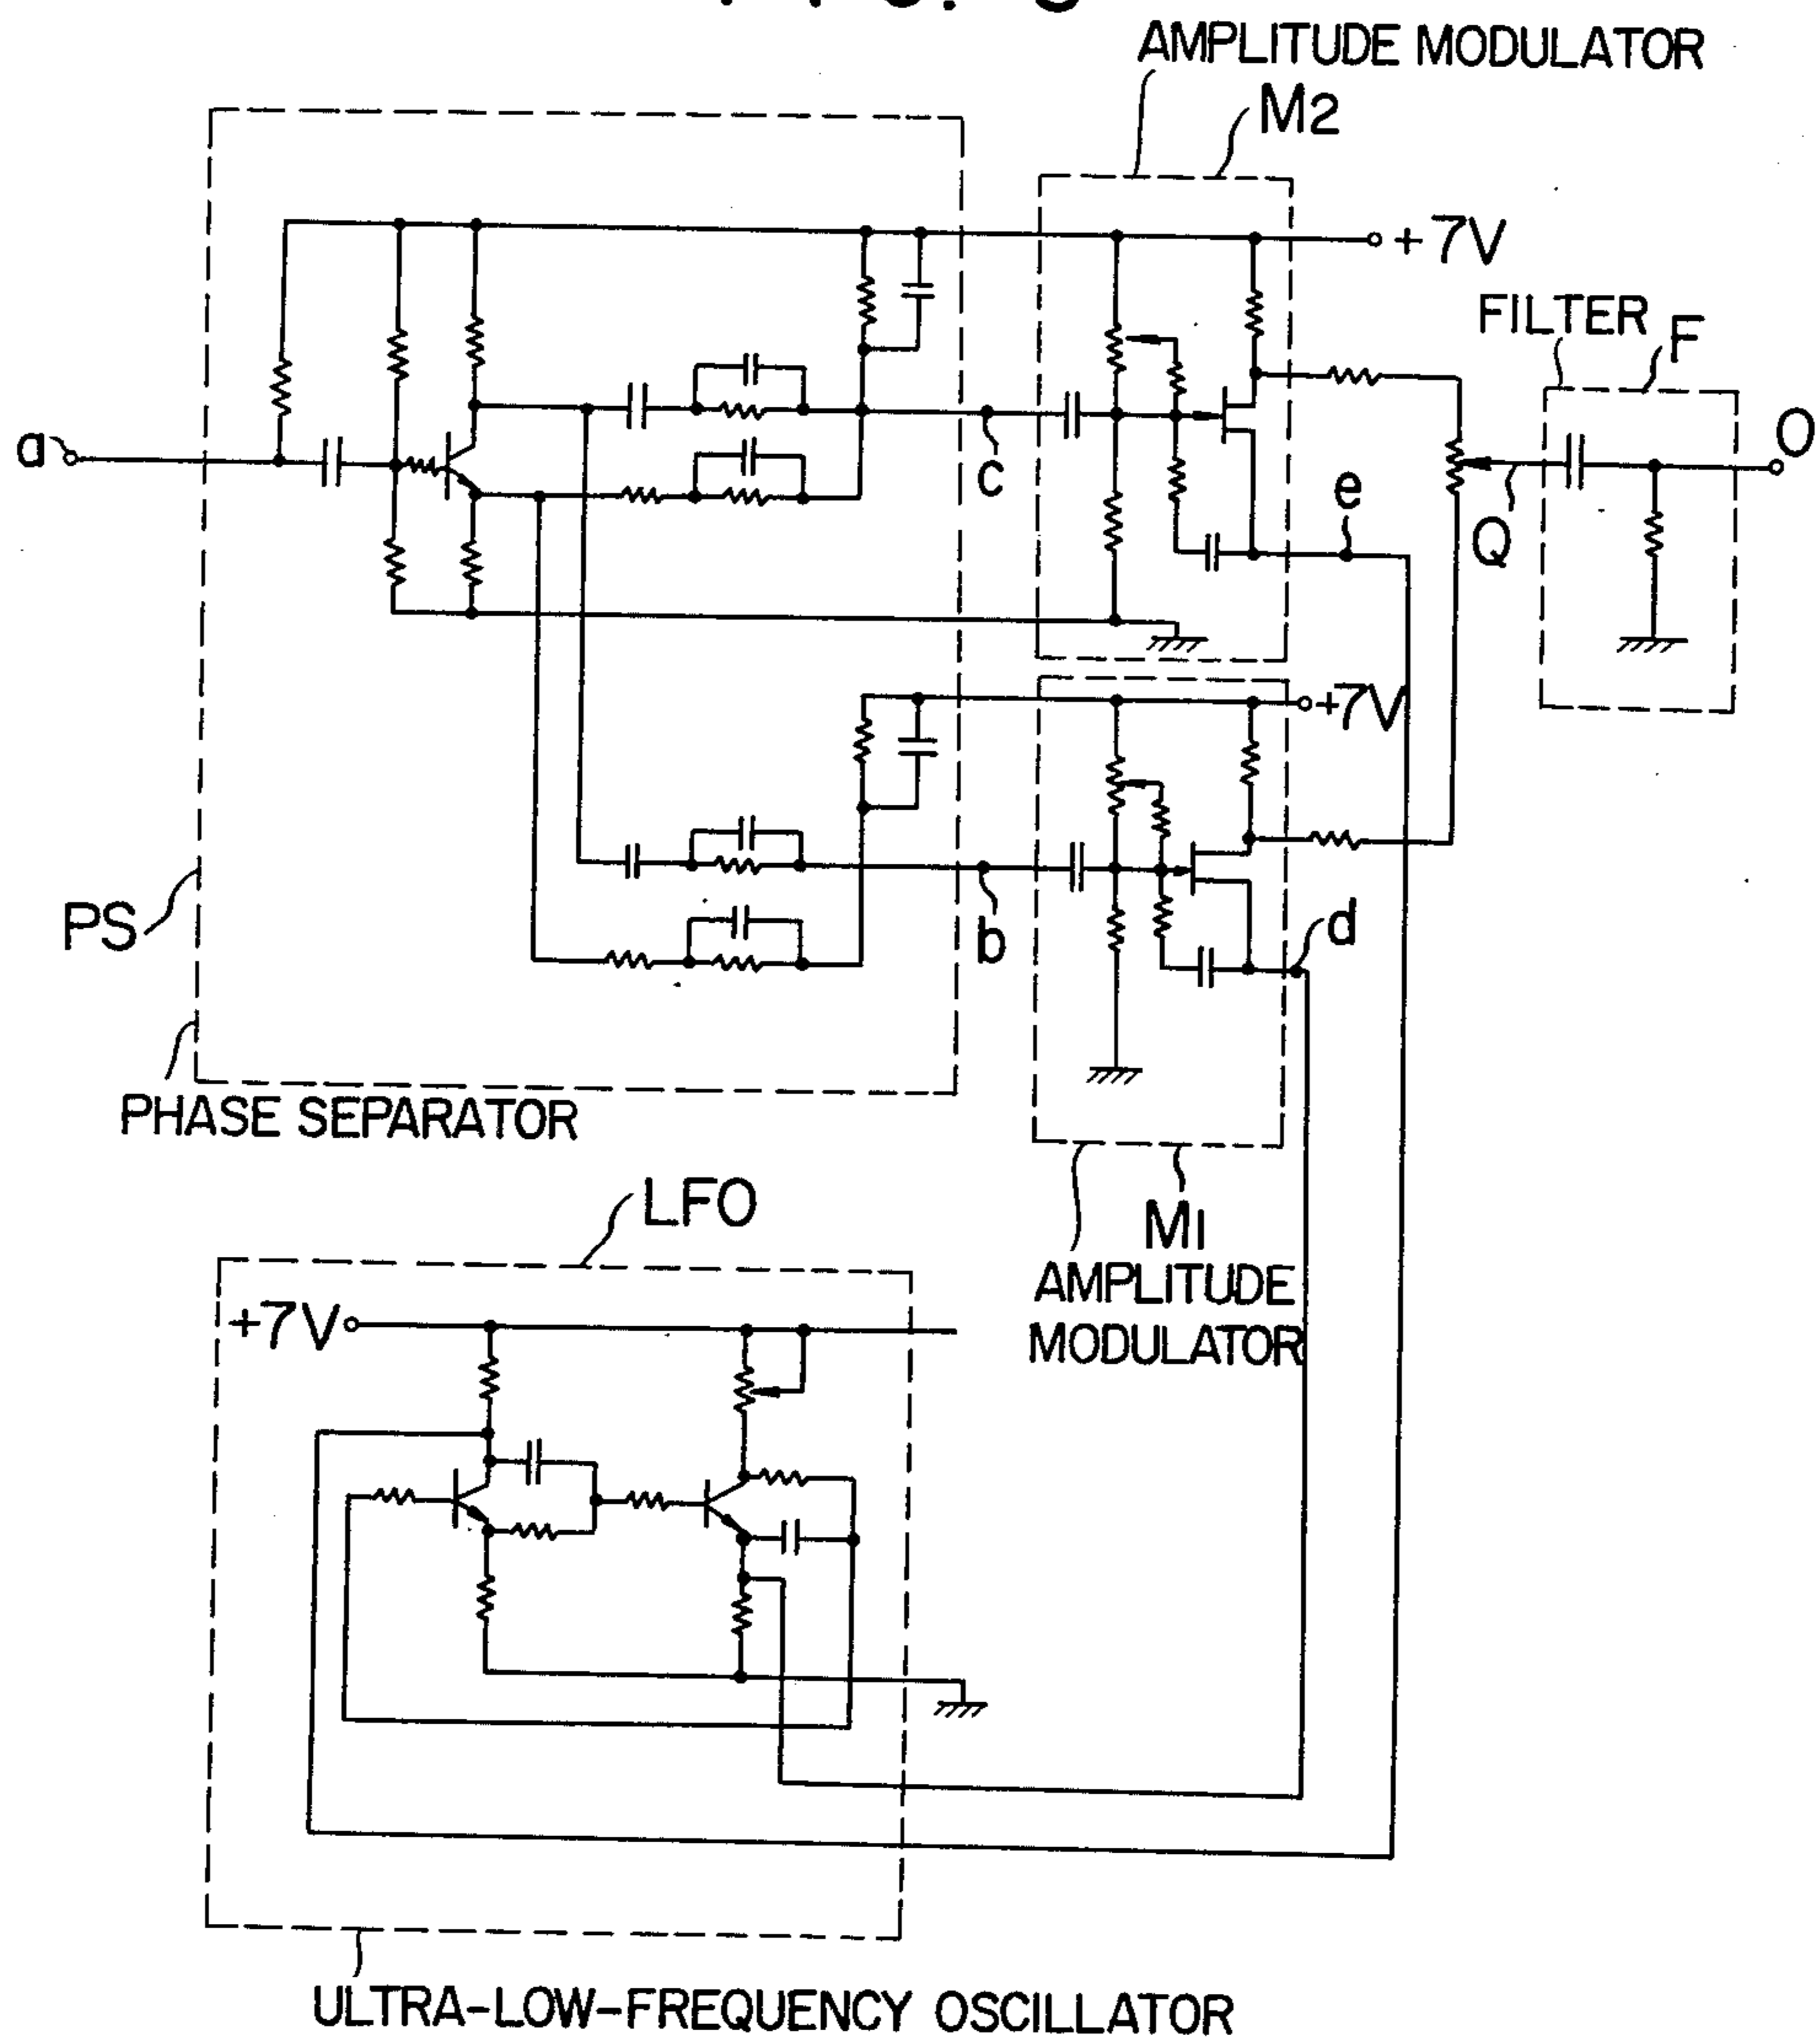 AMPLITUDE MODULATOR
M2
+7V
FILTER F
a
c
e
Q
O
+7V
PS
b
d
PHASE SEPARATOR
M1
AMPLITUDE
MODULATOR
LFO
+7V
ULTRA-LOW-FREQUENCY OSCILLATOR